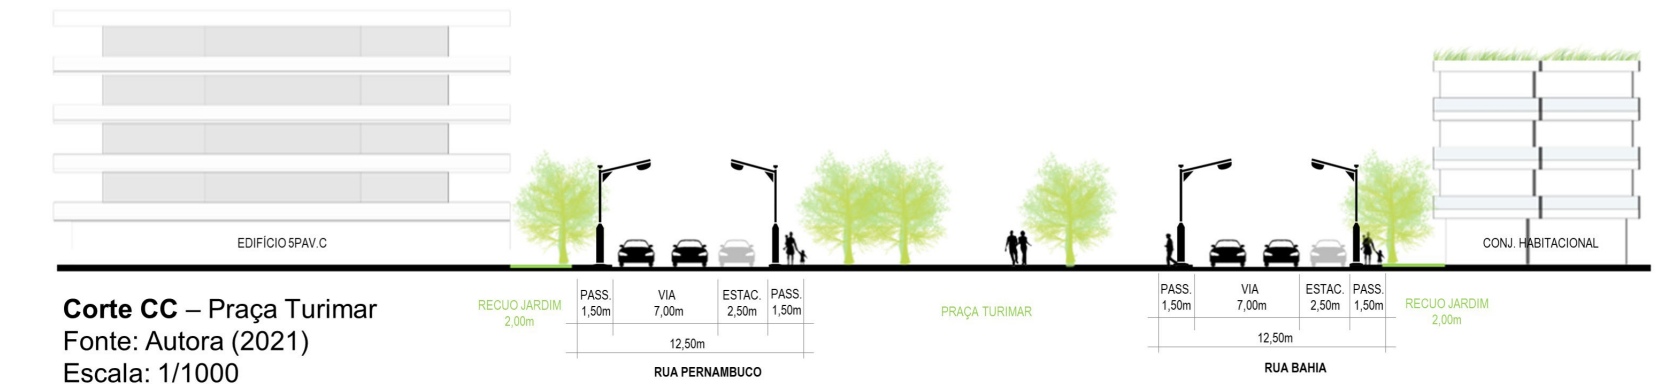 EDIFÍCIO 5PAV.C
CONJ. HABITACIONAL
Corte CC – Praça Turimar
Fonte: Autora (2021)
Escala: 1/1000
RECUO JARDIM
2,00m
PASS.
1,50m
VIA
7,00m
ESTAC.
2,50m
PASS.
1,50m
12,50m
RUA PERNAMBUCO
PRAÇA TURIMAR
PASS.
1,50m
VIA
7,00m
ESTAC.
2,50m
PASS.
1,50m
12,50m
RUA BAHIA
RECUO JARDIM
2,00m